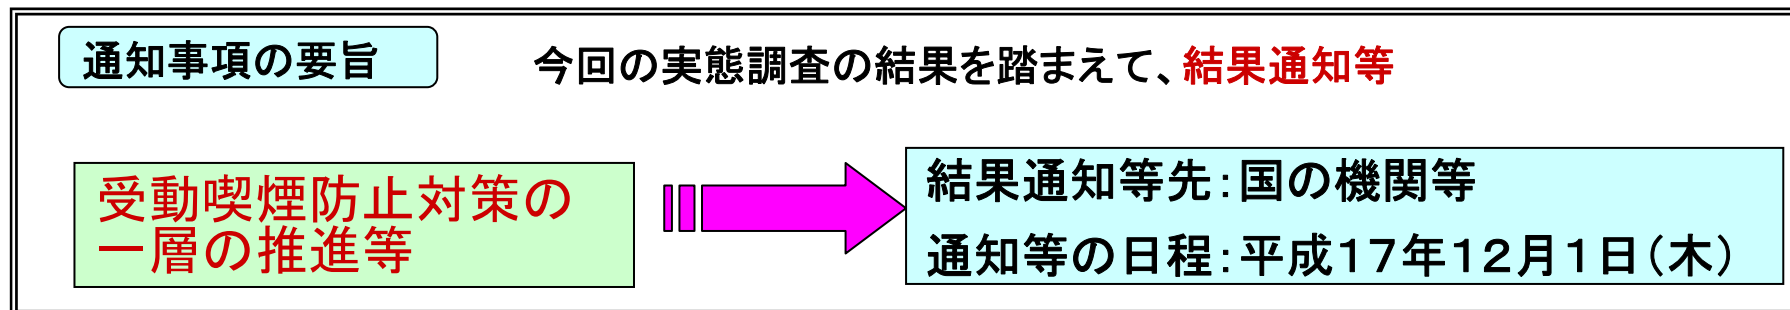 通知事項の要旨
今回の実態調査の結果を踏まえて、結果通知等
受動喫煙防止対策の
一層の推進等
結果通知等先：国の機関等
通知等の日程：平成１７年１２月１日（木）